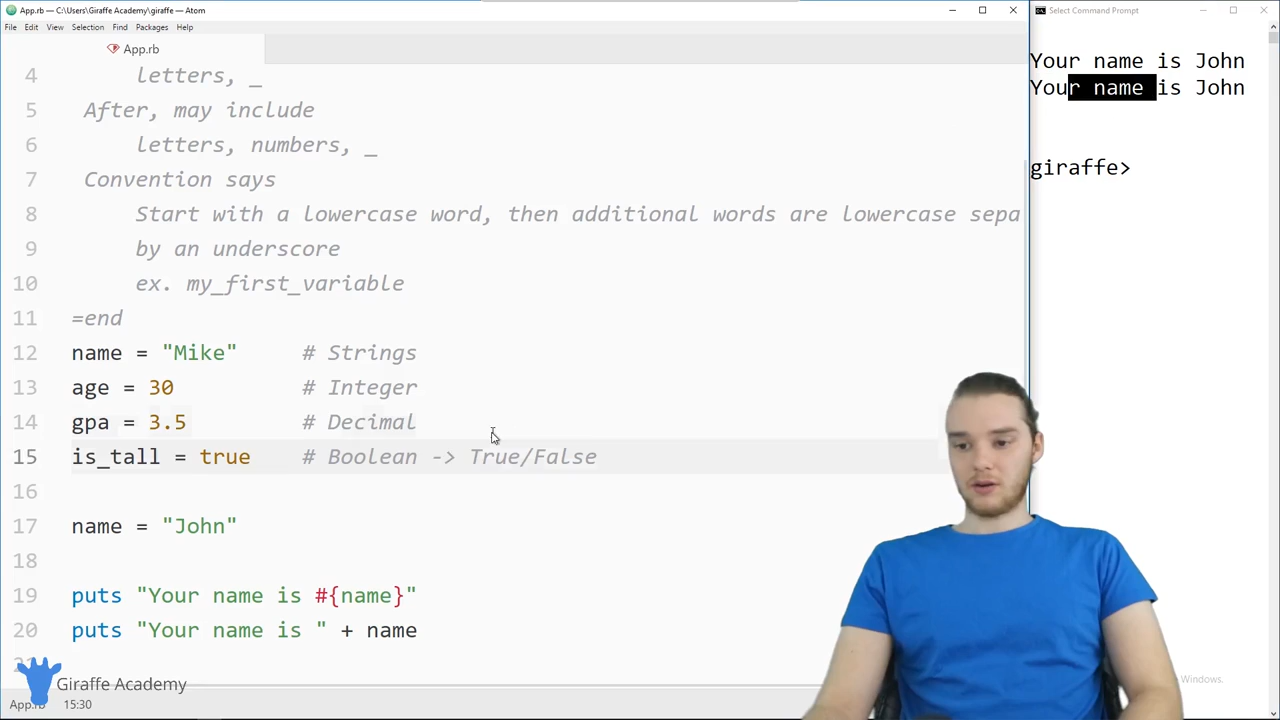 App.rb — C:\Users\Giraffe Academy\giraffe — Atom
File Edit View Selection Find Packages Help
App.rb
4 letters, _
5 After, may include
6 letters, numbers, _
7 Convention says
8 Start with a lowercase word, then additional words are lowercase sepa
9 by an underscore
10 ex. my_first_variable
11 =end
12 name = "Mike" # Strings
13 age = 30 # Integer
14 gpa = 3.5 # Decimal
15 is_tall = true # Boolean -> True/False
16
17 name = "John"
18
19 puts "Your name is #{name}"
20 puts "Your name is " + name
Giraffe Academy
15:30
Select Command Prompt
Your name is John
Your name is John
giraffe>
Windows.